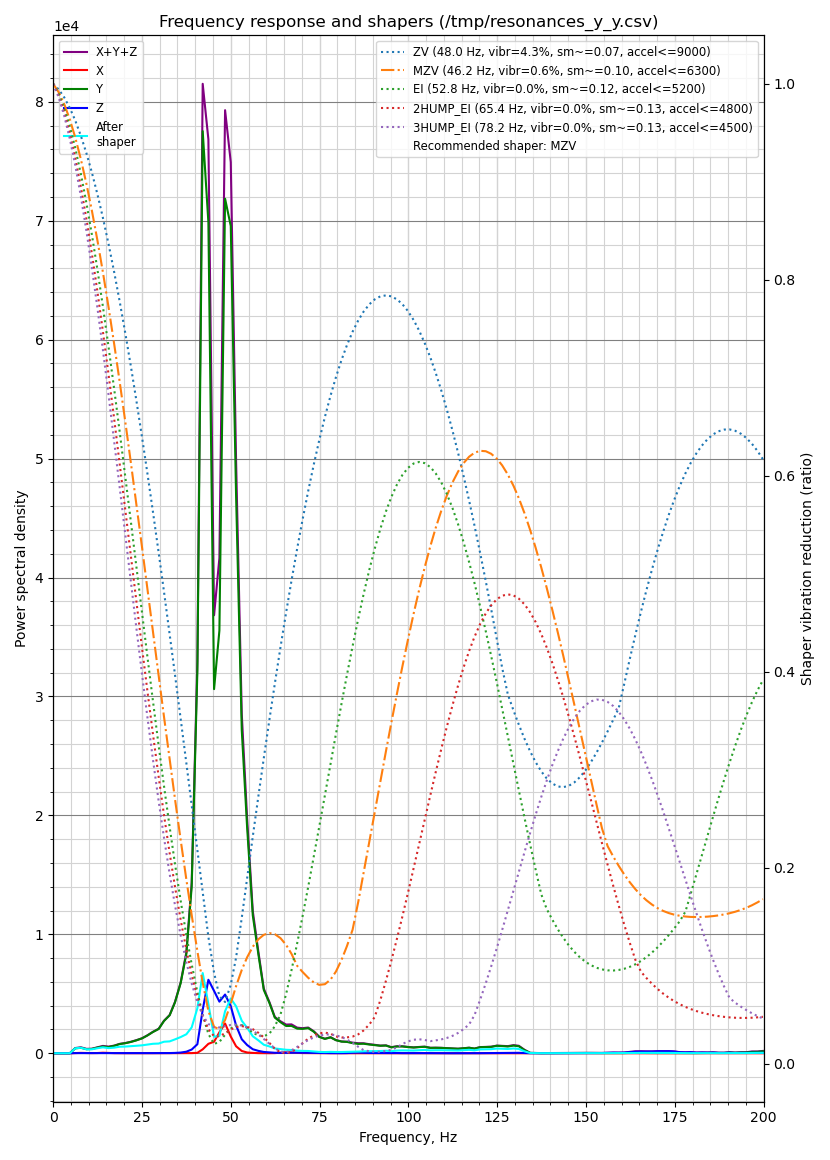 Frequency response and shapers (/tmp/resonances_y_y.csv)
1e4
X+Y+Z
X
Y
Z
After
shaper
ZV (48.0 Hz, vibr=4.3%, sm~=0.07, accel<=9000)
MZV (46.2 Hz, vibr=0.6%, sm~=0.10, accel<=6300)
EI (52.8 Hz, vibr=0.0%, sm~=0.12, accel<=5200)
2HUMP_EI (65.4 Hz, vibr=0.0%, sm~=0.13, accel<=4800)
3HUMP_EI (78.2 Hz, vibr=0.0%, sm~=0.13, accel<=4500)
Recommended shaper: MZV
8
7
6
5
4
3
2
1
0
Power spectral density
1.0
0.8
0.6
0.4
0.2
0.0
Shaper vibration reduction (ratio)
0 25 50 75 100 125 150 175 200
Frequency, Hz